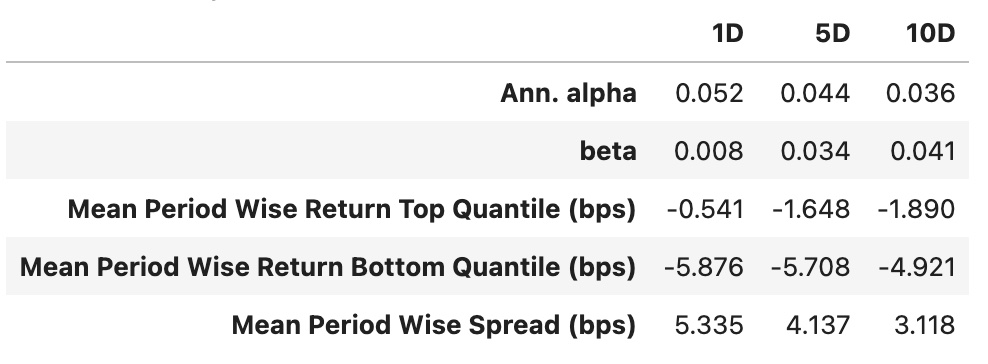 1D 5D 10D
Ann. alpha 0.052 0.044 0.036
beta 0.008 0.034 0.041
Mean Period Wise Return Top Quantile (bps) -0.541 -1.648 -1.890
Mean Period Wise Return Bottom Quantile (bps) -5.876 -5.708 -4.921
Mean Period Wise Spread (bps) 5.335 4.137 3.118